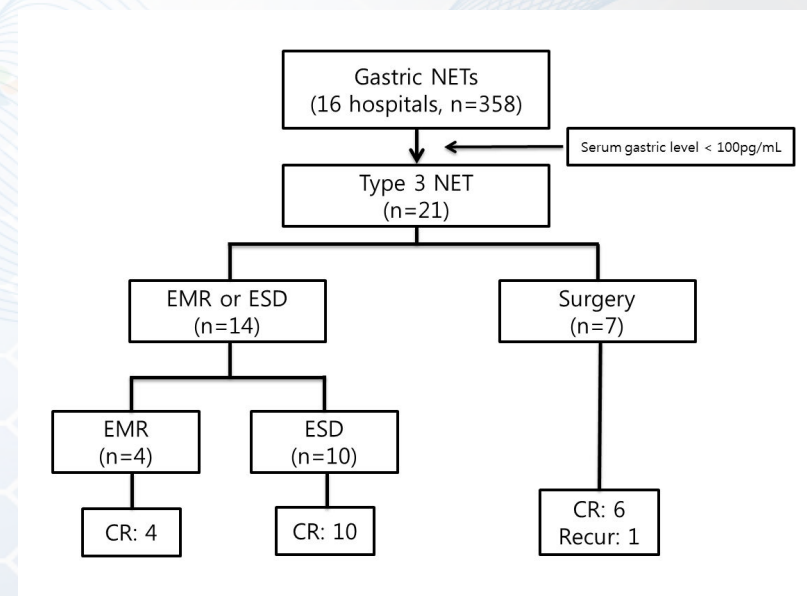 Gastric NETs
(16 hospitals, n=358)
Serum gastric level < 100pg/mL
Type 3 NET
(n=21)
EMR or ESD
(n=14)
Surgery
(n=7)
EMR
(n=4)
ESD
(n=10)
CR: 4
CR: 10
CR: 6
Recur: 1